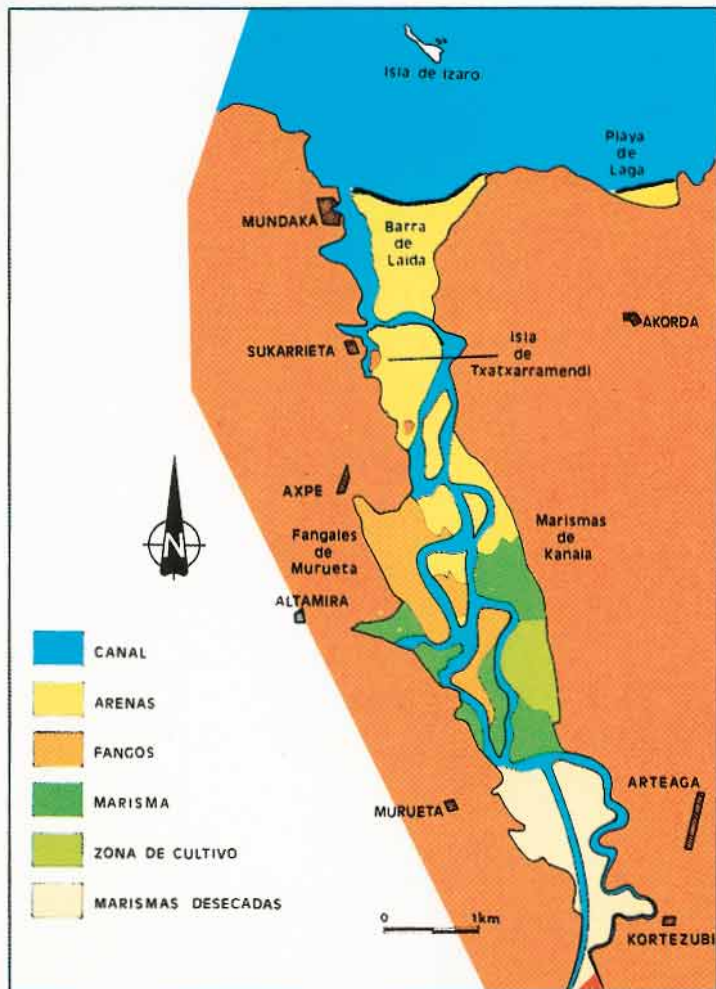 Isla de Izaro
Playa
de
Laga
MUNDAKA
Barra
de
Laida
AKORDA
SUKARRIETA
Isla
de
Txatxarramendi
AXPE
Fangales
de
Murueta
Marismas
de
Kanala
N
ALTAMIRA
CANAL
ARENAS
FANGOS
MARISMA
ZONA DE CULTIVO
MARISMAS DESECADAS
MURUETA
ARTEAGA
0 1km
KORTEZUBI